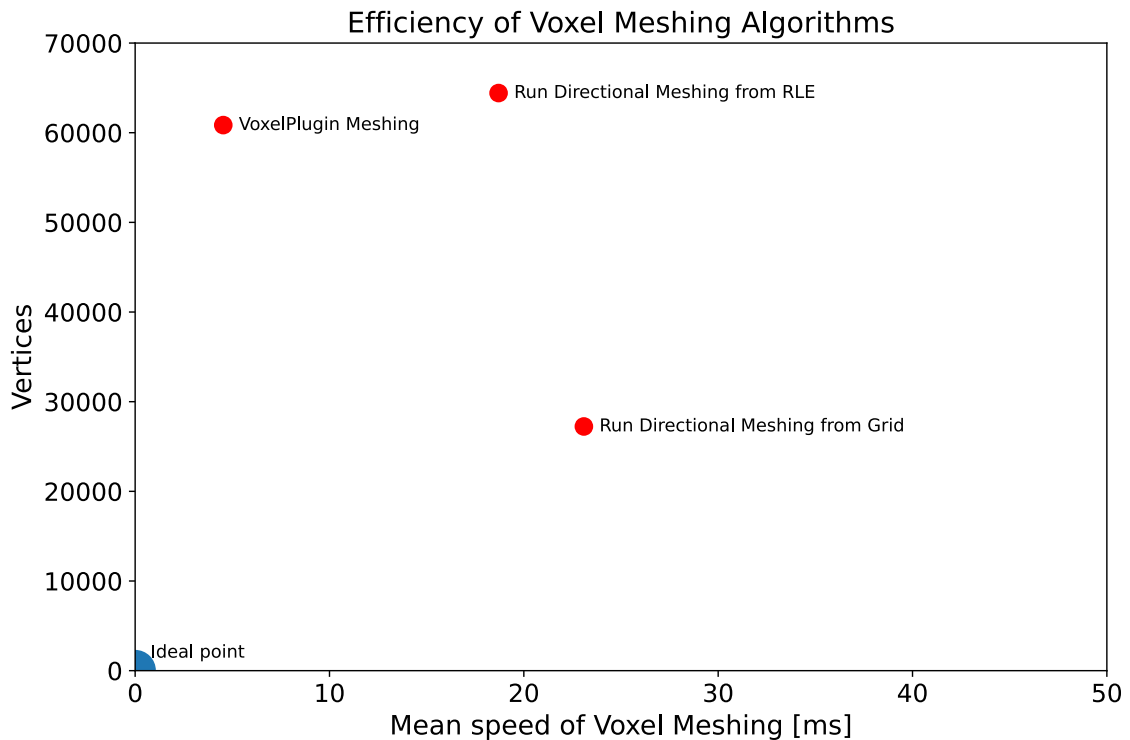 Efficiency of Voxel Meshing Algorithms
70000
60000
50000
40000
30000
20000
10000
0
Vertices
Run Directional Meshing from RLE
VoxelPlugin Meshing
Run Directional Meshing from Grid
Ideal point
0 10 20 30 40 50
Mean speed of Voxel Meshing [ms]